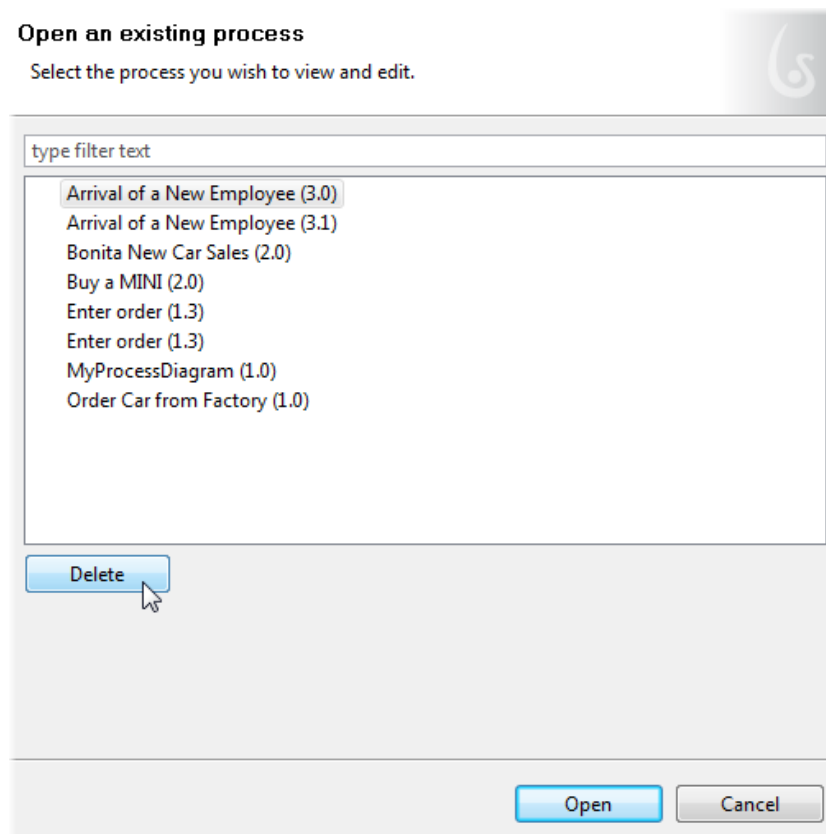 Open an existing process
Select the process you wish to view and edit.
type filter text
Arrival of a New Employee (3.0)
Arrival of a New Employee (3.1)
Bonita New Car Sales (2.0)
Buy a MINI (2.0)
Enter order (1.3)
Enter order (1.3)
MyProcessDiagram (1.0)
Order Car from Factory (1.0)
Delete
Open
Cancel